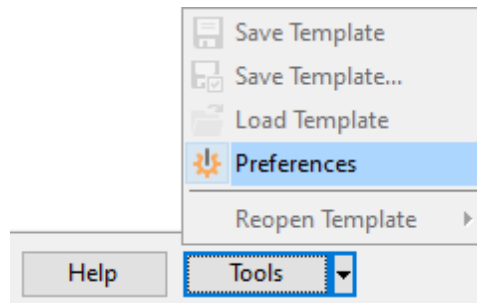 Save Template
Save Template...
Load Template
Preferences
Reopen Template
Help
Tools